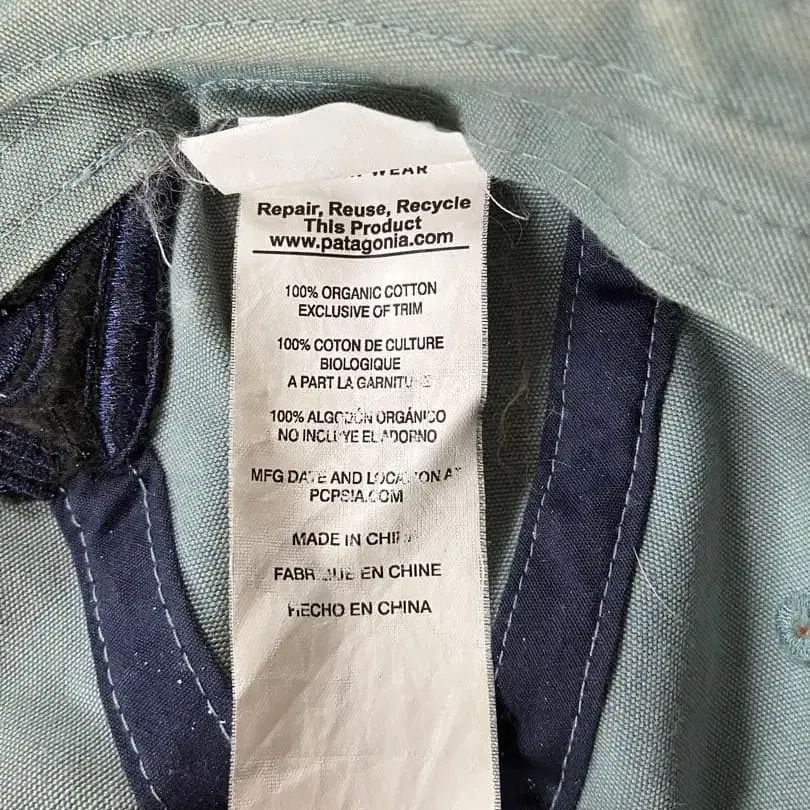 WEAR
Repair, Reuse, Recycle
This Product
www.patagonia.com
100% ORGANIC COTTON
EXCLUSIVE OF TRIM
100% COTON DE CULTURE
BIOLOGIQUE
A PART LA GARNITURE
100% ALGODÓN ORGÁNICO
NO INCLUYE EL ADORNO
MFG DATE AND LOCATION AT
PCPSIA.COM
MADE IN CHINA
FABRIQUE EN CHINE
HECHO EN CHINA